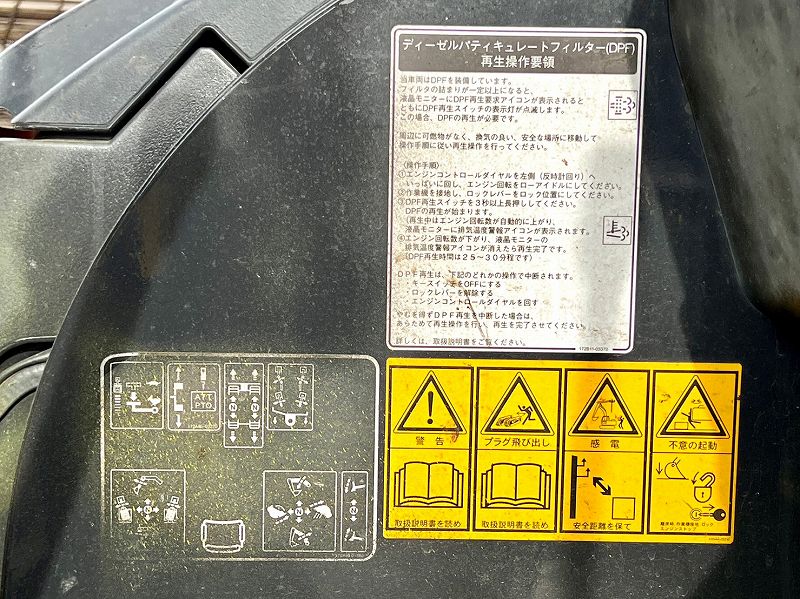 ディーゼルパティキュレートフィルター(DPF)
再生操作要領
当車両はDPFを装備しています。
フィルタの詰まりが一定以上になると、
液晶モニターにDPF再生要求アイコンが表示されると
ともにDPF再生スイッチの表示灯が点滅します。
この場合、DPFの再生が必要です。
周辺に可燃物がなく、換気の良い、安全な場所に移動して
操作手順に従い再生操作を行ってください。
〈操作手順〉
①エンジンコントロールダイヤルを左側（反時計回り）へ
いっぱいに回し、エンジン回転をローアイドルにしてください。
②作業機を接地し、ロックレバーをロック位置にしてください。
③DPF再生スイッチを3秒以上長押ししてください。
DPFの再生が始まります。
（再生中はエンジン回転数が自動的に上がり、
液晶モニターに排気温度警報アイコンが表示されます。
④エンジン回転数が下がり、液晶モニターの
排気温度警報アイコンが消えたら再生完了です。
（DPF再生時間は25～30分程です）
DPF再生は、下記のどれかの操作で中断されます。
・キースイッチをOFFにする
・ロックレバーを解除する
・エンジンコントロールダイヤルを回す
やむを得ずDPF再生を中断した場合は、
あらためて再生操作を行い、再生を完了させてください。
詳しくは、取扱説明書をご覧ください。
ATT
PTO
N
N
N
N
N
警告
プラグ飛び出し
感電
不意の起動
取扱説明書を読め
取扱説明書を読め
安全距離を保て
離席時、作業機接地 ロック
エンジンストップ